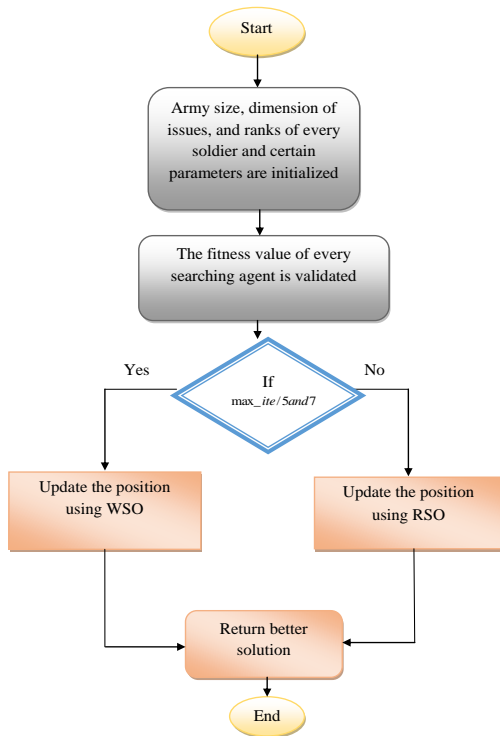 Start
Army size, dimension of
issues, and ranks of every
soldier and certain
parameters are initialized
The fitness value of every
searching agent is validated
Yes
If
No
max_ite/5and7
Update the position
using WSO
Update the position
using RSO
Return better
solution
End